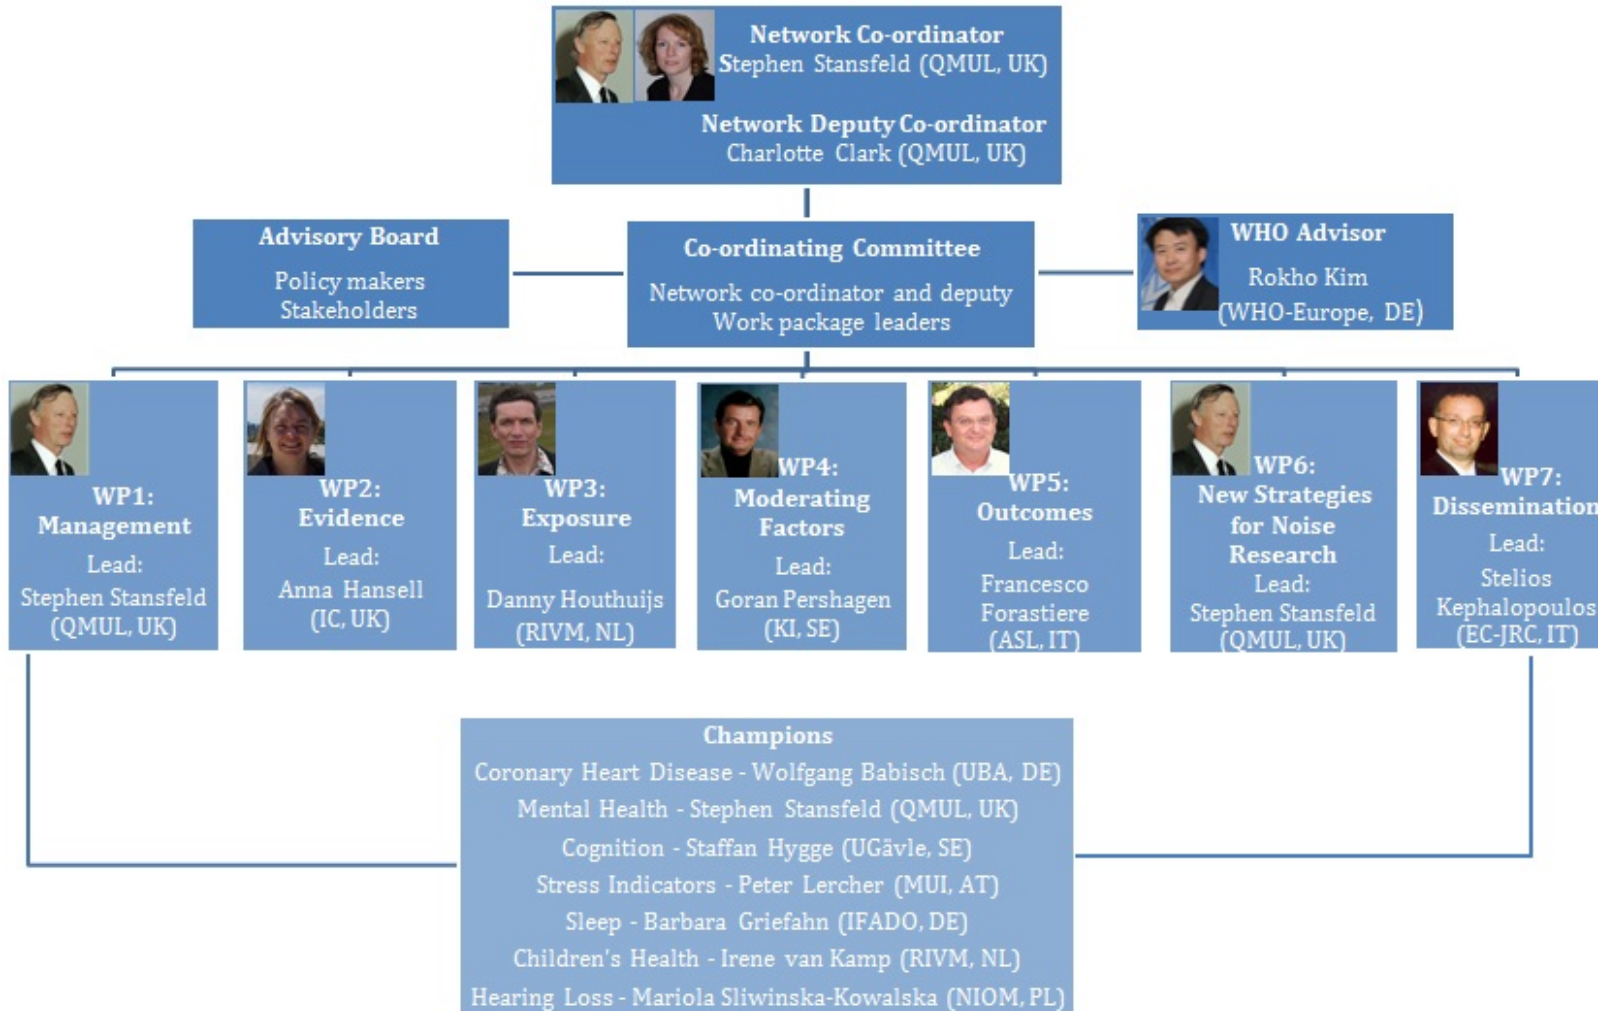 Network Co-ordinator
Stephen Stansfeld (QMUL, UK)
Network Deputy Co-ordinator
Charlotte Clark (QMUL, UK)
Advisory Board
Policy makers
Stakeholders
Co-ordinating Committee
Network co-ordinator and deputy
Work package leaders
WHO Advisor
Rokho Kim
(WHO-Europe, DE)
WP1:
Management
Lead:
Stephen Stansfeld
(QMUL, UK)
WP2:
Evidence
Lead:
Anna Hansell
(IC, UK)
WP3:
Exposure
Lead:
Danny Houthuijs
(RIVM, NL)
WP4:
Moderating
Factors
Lead:
Goran Pershagen
(KI, SE)
WP5:
Outcomes
Lead:
Francesco
Forastiere
(ASL, IT)
WP6:
New Strategies
for Noise
Research
Lead:
Stephen Stansfeld
(QMUL, UK)
WP7:
Dissemination
Lead:
Stelios
Kephalopoulos
(EC-JRC, IT)
Champions
Coronary Heart Disease - Wolfgang Babisch (UBA, DE)
Mental Health - Stephen Stansfeld (QMUL, UK)
Cognition - Staffan Hygge (UGävle, SE)
Stress Indicators - Peter Lercher (MUI, AT)
Sleep - Barbara Griefahn (IFADO, DE)
Children's Health - Irene van Kamp (RIVM, NL)
Hearing Loss - Mariola Sliwinska-Kowalska (NIOM, PL)